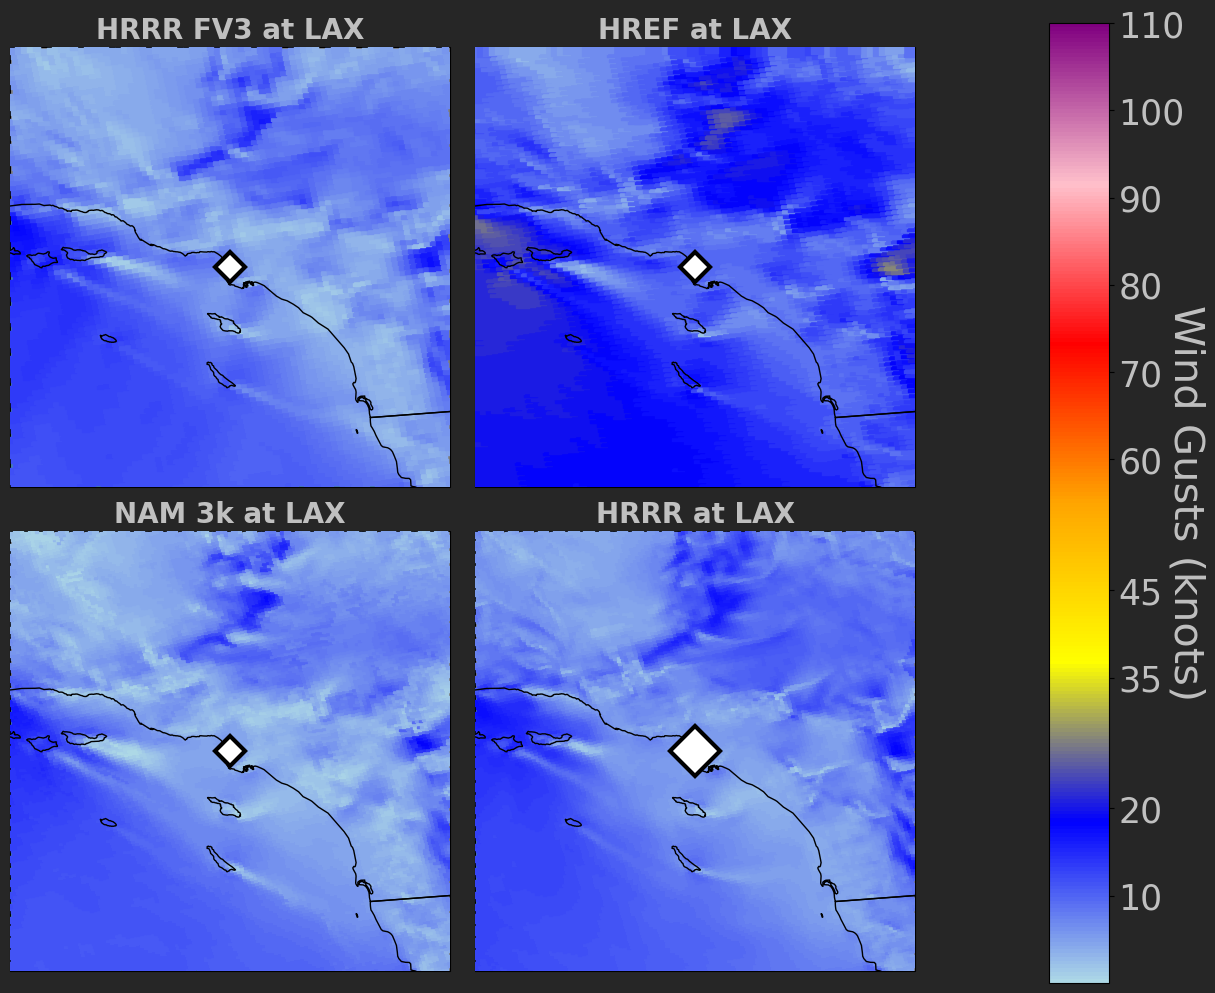 HRRR FV3 at LAX
HREF at LAX
NAM 3k at LAX
HRRR at LAX
110
100
90
80
70
60
45
35
20
10
Wind Gusts (knots)